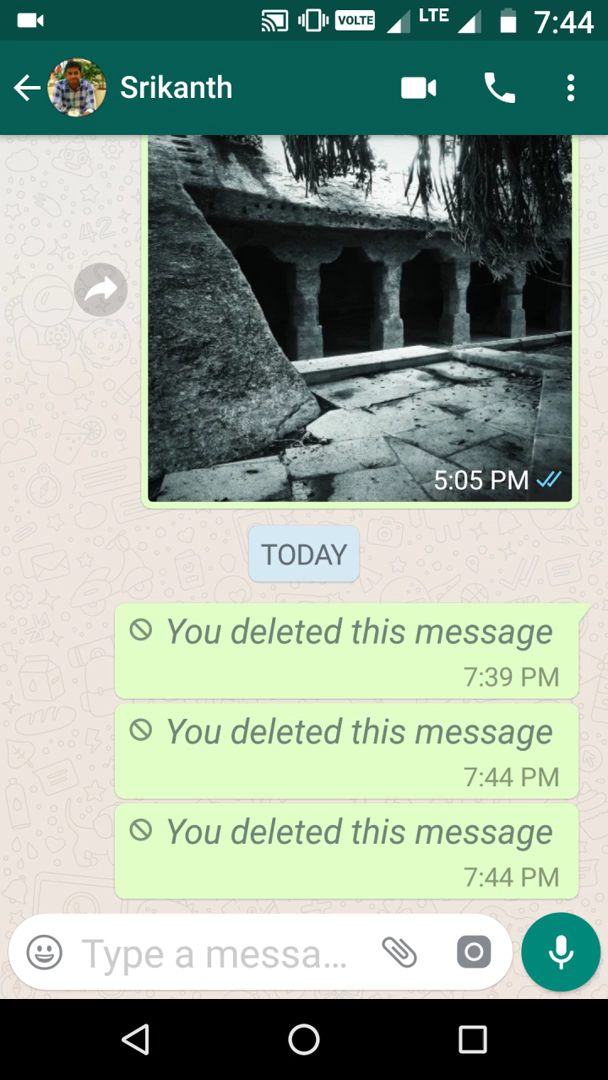 VOLTE LTE 7:44
Srikanth
5:05 PM
TODAY
You deleted this message
7:39 PM
You deleted this message
7:44 PM
You deleted this message
7:44 PM
Type a messa...